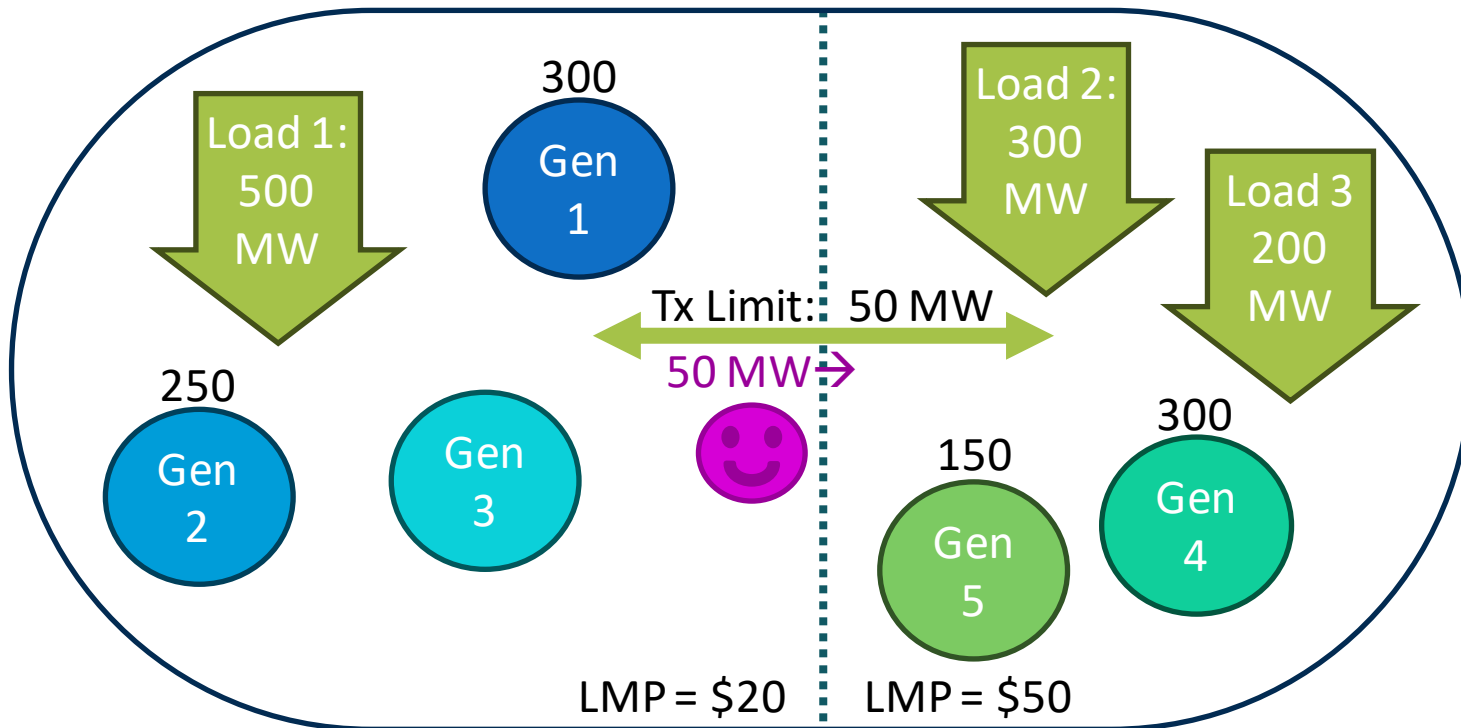 300
Load 1:
500
MW
Gen
1
Load 2:
300
MW
Load 3
200
MW
Tx Limit: 50 MW
50 MW→
250
Gen
2
Gen
3
150
Gen
5
300
Gen
4
LMP = $20
LMP = $50